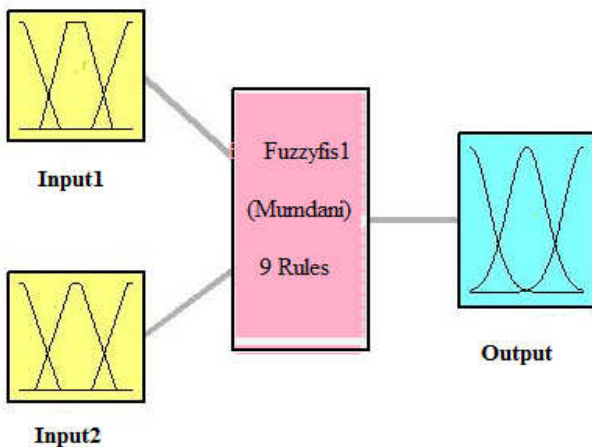 Input1
Fuzzyfis1
(Mumdani)
9 Rules
Output
Input2